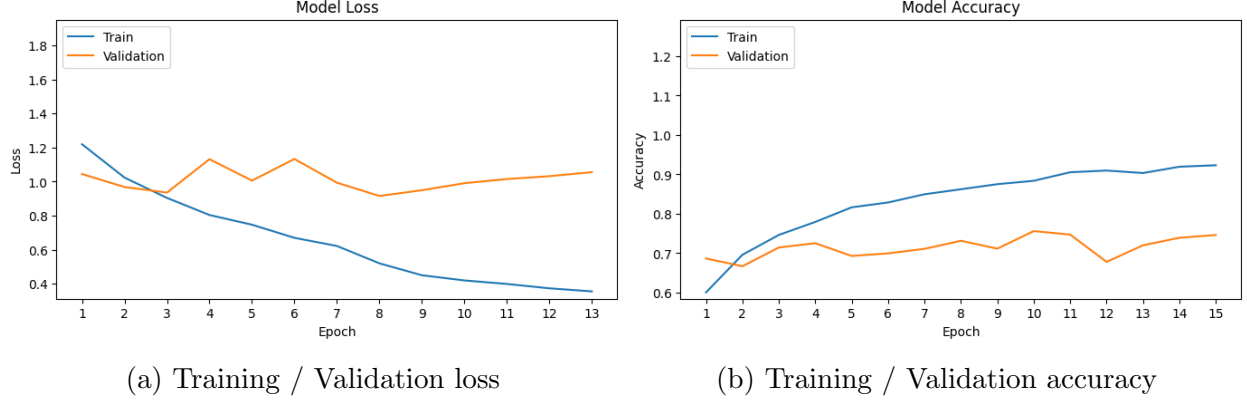 Model Loss
Train
Validation
1.8
1.6
1.4
1.2
1.0
0.8
0.6
0.4
Loss
1 2 3 4 5 6 7 8 9 10 11 12 13
Epoch
(a) Training / Validation loss
Model Accuracy
Train
Validation
1.2
1.1
1.0
0.9
0.8
0.7
0.6
Accuracy
1 2 3 4 5 6 7 8 9 10 11 12 13 14 15
Epoch
(b) Training / Validation accuracy